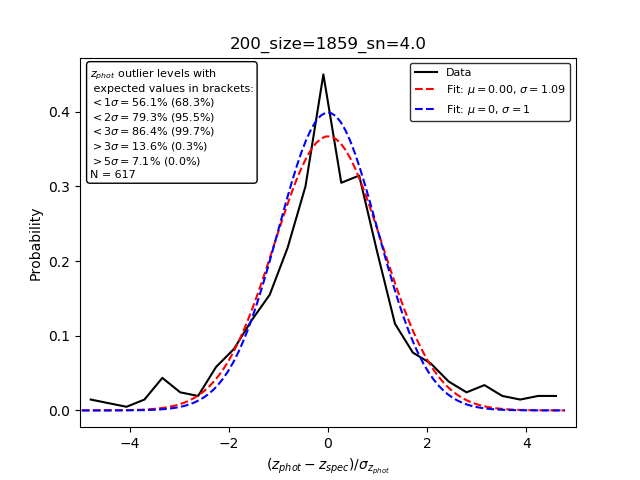 200_size=1859_sn=4.0
z_phot outlier levels with
expected values in brackets:
< 1σ = 56.1% (68.3%)
< 2σ = 79.3% (95.5%)
< 3σ = 86.4% (99.7%)
> 3σ = 13.6% (0.3%)
> 5σ = 7.1% (0.0%)
N = 617
Data
Fit: μ = 0.00, σ = 1.09
Fit: μ = 0, σ = 1
Probability
0.4
0.3
0.2
0.1
0.0
−4 −2 0 2 4
(z_phot − z_spec)/σ_z_phot